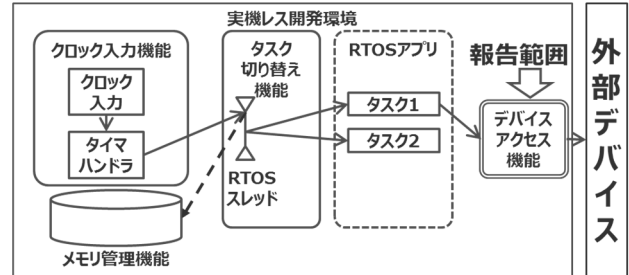 実機レス開発環境
クロック入力機能
クロック
入力
タイマ
ハンドラ
メモリ管理機能
タスク
切り替え
機能
RTOS
スレッド
RTOSアプリ
タスク1
タスク2
報告範囲
デバイス
アクセス
機能
外部デバイス